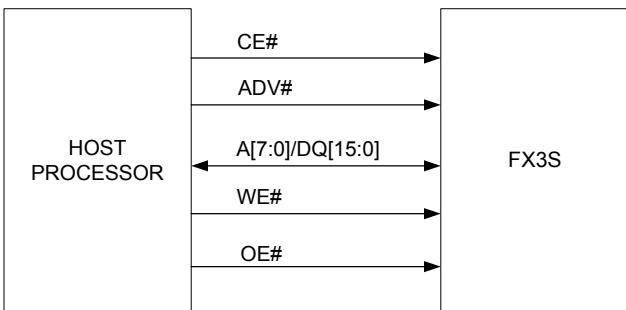 CE#
ADV#
HOST
PROCESSOR
A[7:0]/DQ[15:0]
FX3S
WE#
OE#